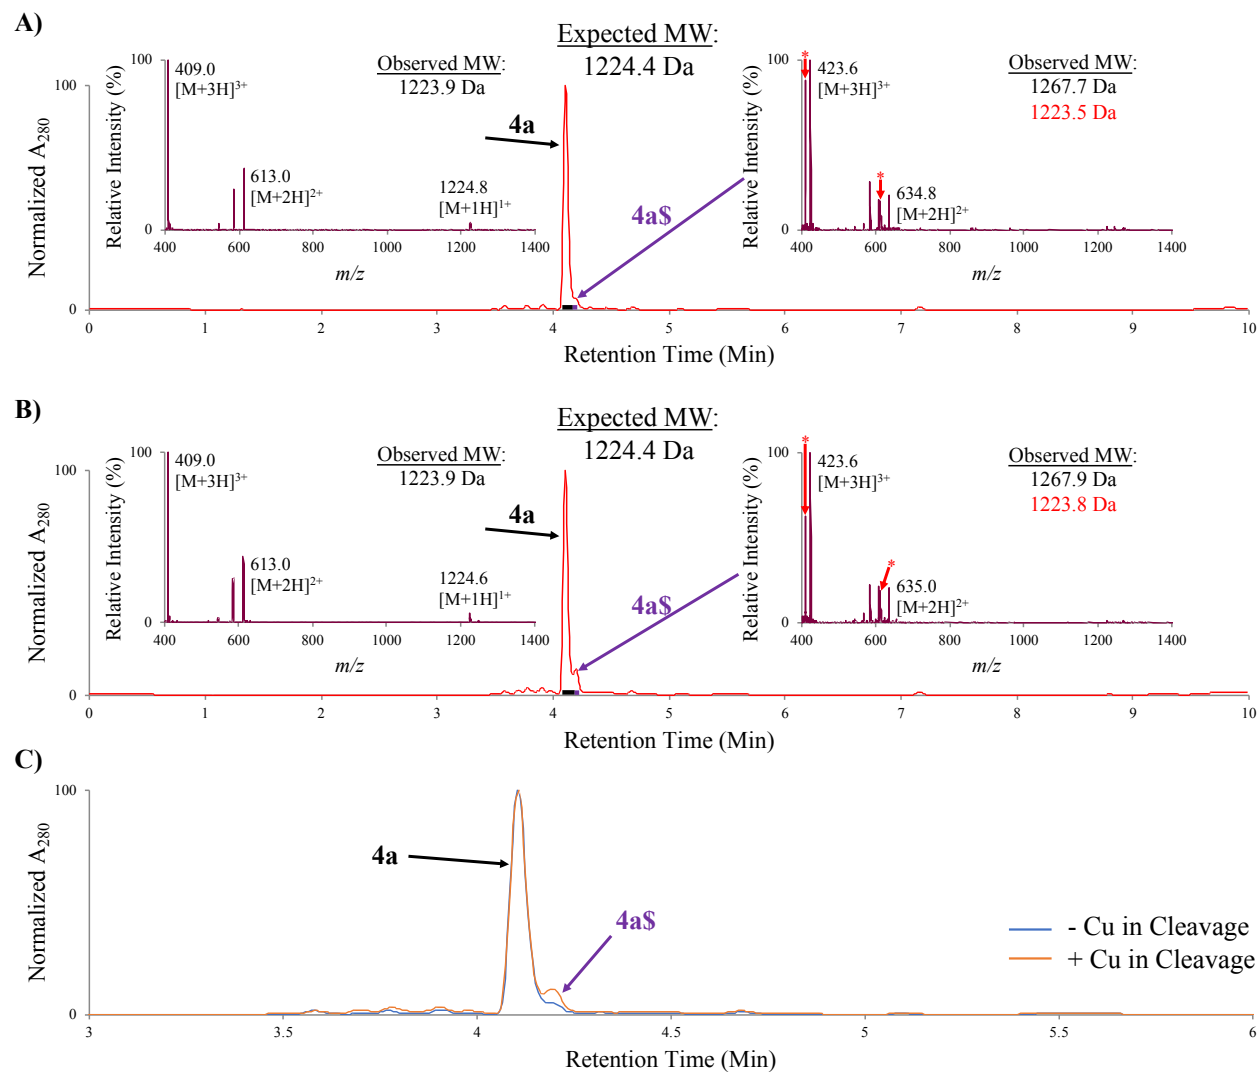 A)
Expected MW:
1224.4 Da
Normalized A280
100
0
Relative Intensity (%)
100
0
409.0
[M+3H]3+
613.0
[M+2H]2+
1224.8
[M+1H]1+
Observed MW:
1223.9 Da
400 600 800 1000 1200 1400
m/z
4a
4a$
Relative Intensity (%)
100
0
*
423.6
[M+3H]3+
*
634.8
[M+2H]2+
Observed MW:
1267.7 Da
1223.5 Da
400 600 800 1000 1200 1400
m/z
0 1 2 3 4 5 6 7 8 9 10
Retention Time (Min)
B)
Expected MW:
1224.4 Da
Normalized A280
100
0
Relative Intensity (%)
100
0
409.0
[M+3H]3+
613.0
[M+2H]2+
1224.6
[M+1H]1+
Observed MW:
1223.9 Da
400 600 800 1000 1200 1400
m/z
4a
4a$
Relative Intensity (%)
100
0
*
423.6
[M+3H]3+
*
635.0
[M+2H]2+
Observed MW:
1267.9 Da
1223.8 Da
400 600 800 1000 1200 1400
m/z
0 1 2 3 4 5 6 7 8 9 10
Retention Time (Min)
C)
Normalized A280
100
0
4a
4a$
- Cu in Cleavage
+ Cu in Cleavage
3 3.5 4 4.5 5 5.5 6
Retention Time (Min)